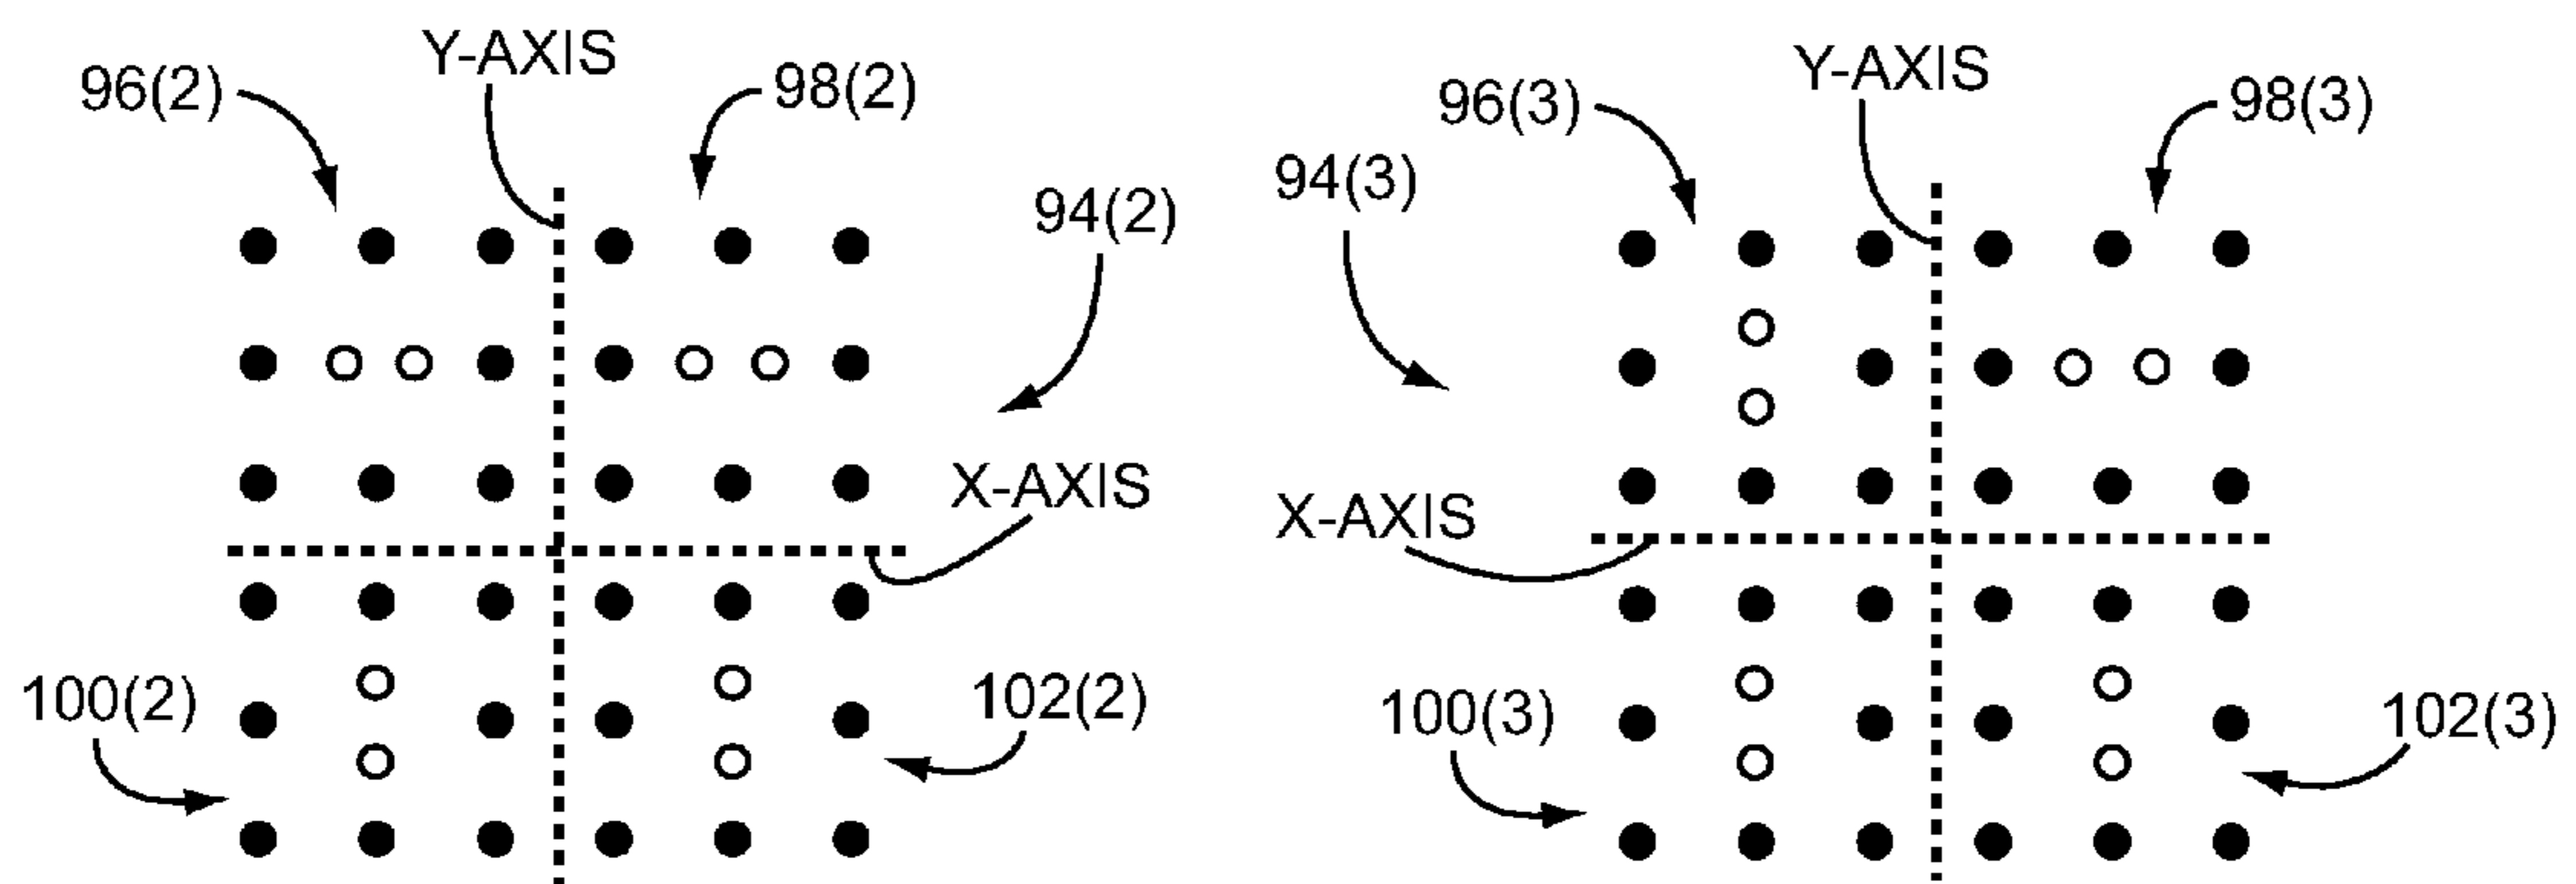 Y-AXIS
96(2)
98(2)
94(2)
X-AXIS
100(2)
102(2)
Y-AXIS
96(3)
98(3)
94(3)
X-AXIS
100(3)
102(3)